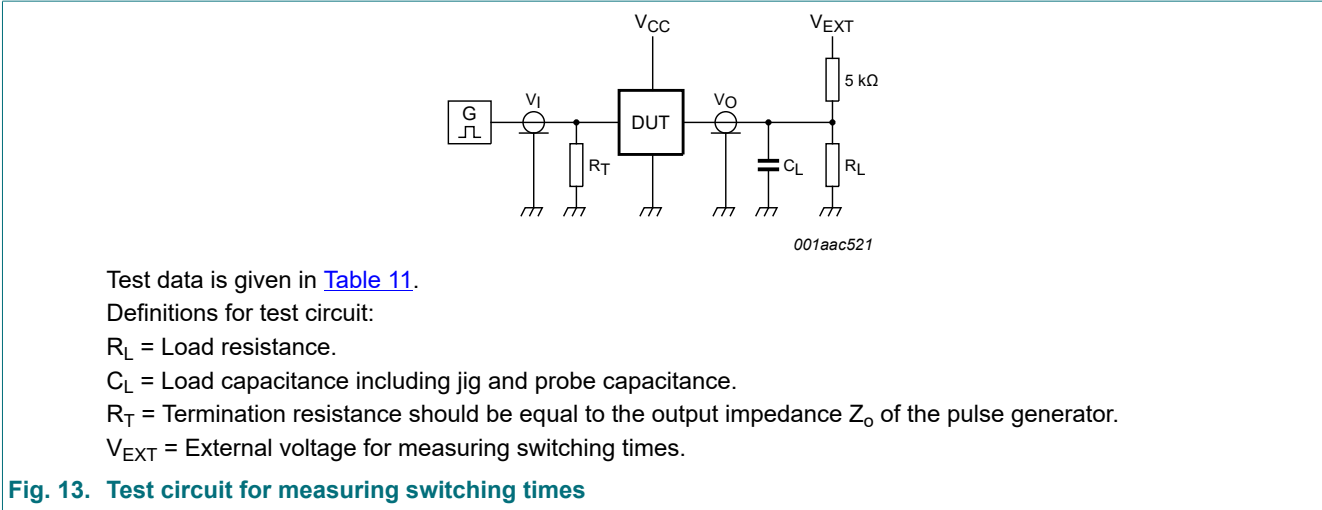 VCC
VEXT
5 kΩ
G
VI
DUT
VO
RT
CL
RL
001aac521
Test data is given in Table 11.
Definitions for test circuit:
RL = Load resistance.
CL = Load capacitance including jig and probe capacitance.
RT = Termination resistance should be equal to the output impedance Zo of the pulse generator.
VEXT = External voltage for measuring switching times.
Fig. 13. Test circuit for measuring switching times